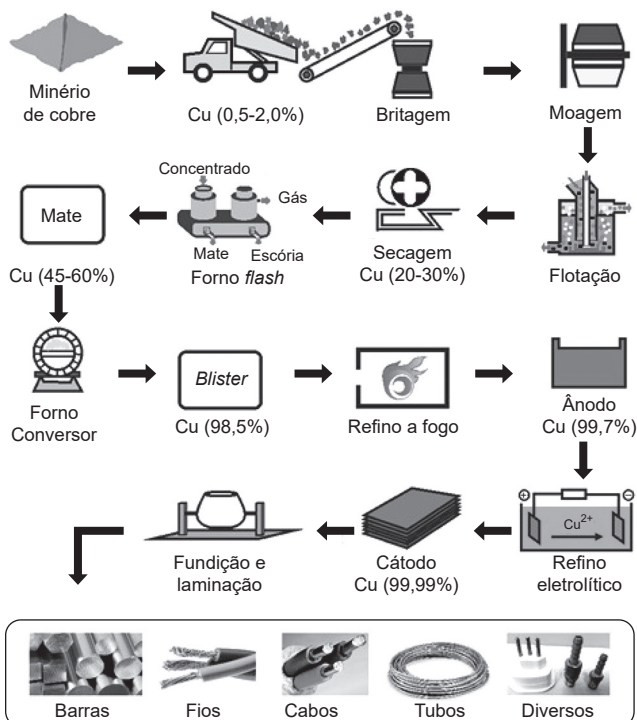 Minério
de cobre
Cu (0,5-2,0%)
Britagem
Moagem
Mate
Cu (45-60%)
Concentrado
Gás
Mate
Escória
Forno flash
Secagem
Cu (20-30%)
Flotação
Forno
Conversor
Blister
Cu (98,5%)
Refino a fogo
Ânodo
Cu (99,7%)
Fundição e
laminação
Cátodo
Cu (99,99%)
+
Cu2+
−
Refino
eletrolítico
Barras
Fios
Cabos
Tubos
Diversos